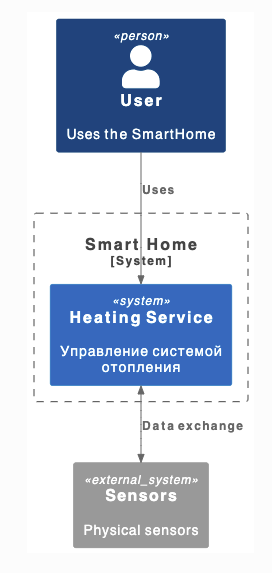 «person»
User
Uses the SmartHome
Uses
Smart Home
[System]
«system»
Heating Service
Управление системой
отопления
Data exchange
«external_system»
Sensors
Physical sensors